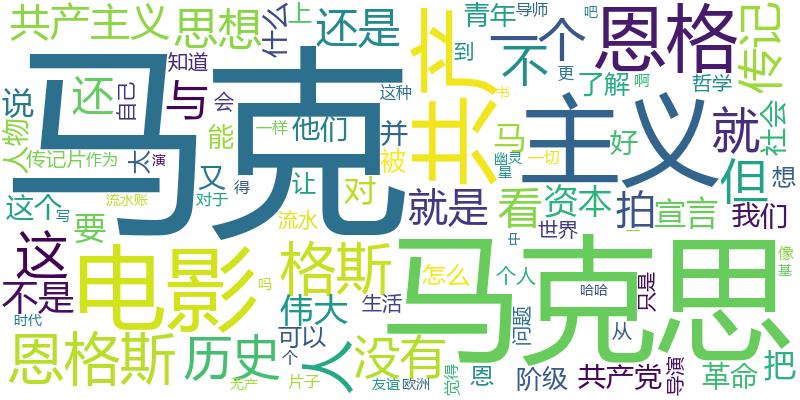 共产主义
思想
什么
上
还是
共产
青年
导师
吧
一个
恩格
传记
知道
到
不
更
了解
啊
哲学
马克
说
还
自己
与
会
这种
主义
书
社会
人物
能
一样
他们
并
马
幽灵
好
就
传记片
作为
太
演
又
得
让
被
星
一切
但
想
这个
写
流水账
对于
对
看
资本
拍
宣言
我们
要
流水
就是
世界
这
电影
格斯
马克思
怎么
个人
中
一
像
基
不是
吗
伟大
生活
哈哈
只是
时代
可以
问题
从
恩格斯
历史
个
人
没有
觉得
恩
阶级
共产党
导演
革命
把
无产
片子
友谊
欧洲